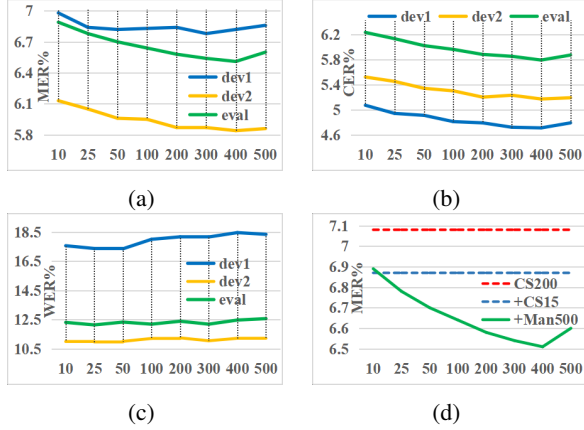 7
6.7
6.4
6.1
5.8
MER%
dev1
dev2
eval
10 25 50 100 200 300 400 500
(a)
dev1 dev2 eval
6.2
5.8
5.4
5
4.6
CER%
10 25 50 100 200 300 400 500
(b)
18.5
16.5
14.5
12.5
10.5
WER%
dev1
dev2
eval
10 25 50 100 200 300 400 500
(c)
7.1
7
6.9
6.8
6.7
6.6
6.5
MER%
CS200
+CS15
+Man500
10 25 50 100 200 300 400 500
(d)